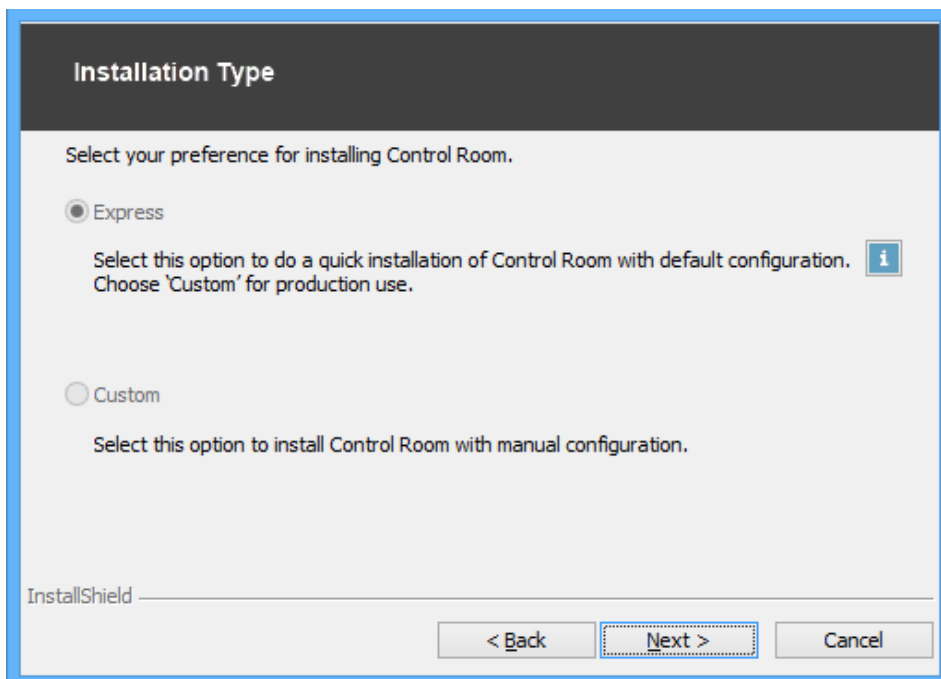 Installation Type
Select your preference for installing Control Room.
Express
Select this option to do a quick installation of Control Room with default configuration.
i
Choose ‘Custom’ for production use.
Custom
Select this option to install Control Room with manual configuration.
InstallShield
< Back
Next >
Cancel